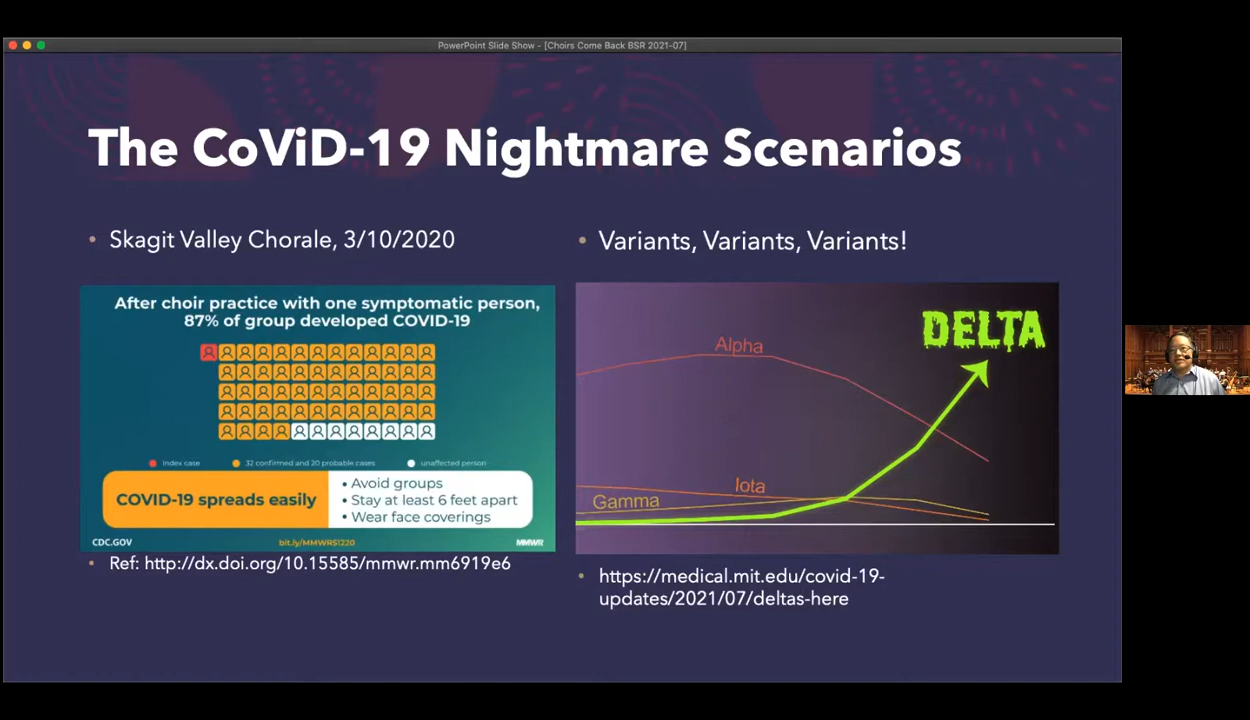 PowerPoint Slide Show - [Choirs Come Back BSR 2021-07]
The CoViD-19 Nightmare Scenarios
• Skagit Valley Chorale, 3/10/2020
After choir practice with one symptomatic person,
87% of group developed COVID-19
index case
32 confirmed and 20 probable cases
unaffected person
COVID-19 spreads easily
• Avoid groups
• Stay at least 6 feet apart
• Wear face coverings
CDC.GOV
bit.ly/MMWR51220
MMWR
• Ref: http://dx.doi.org/10.15585/mmwr.mm6919e6
• Variants, Variants, Variants!
DELTA
Alpha
Iota
Gamma
• https://medical.mit.edu/covid-19-
updates/2021/07/deltas-here